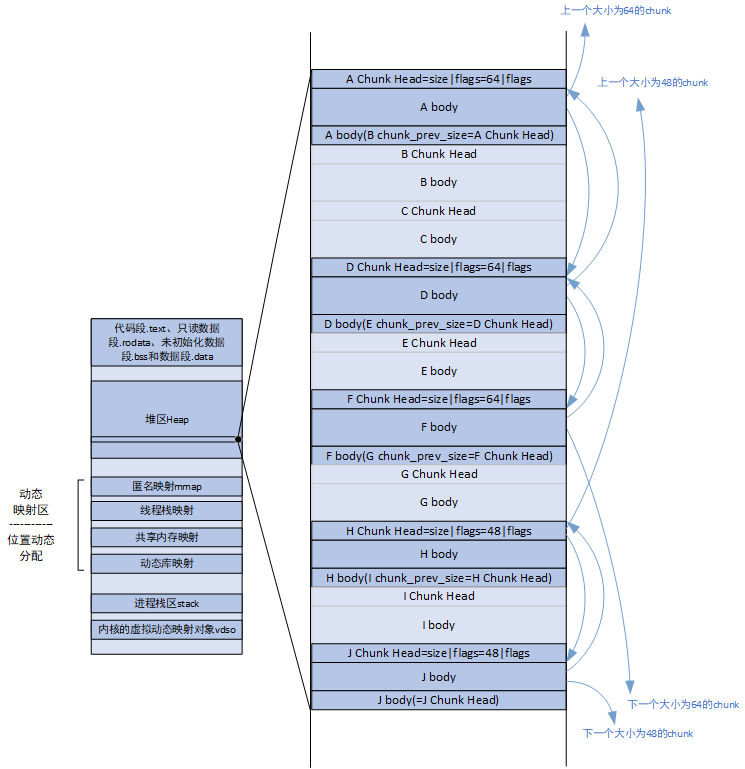 上一个大小为64的chunk
上一个大小为48的chunk
A Chunk Head=size|flags=64|flags
A body
A body(B chunk_prev_size=A Chunk Head)
B Chunk Head
B body
C Chunk Head
C body
D Chunk Head=size|flags=64|flags
D body
D body(E chunk_prev_size=D Chunk Head)
E Chunk Head
E body
F Chunk Head=size|flags=64|flags
F body
F body(G chunk_prev_size=F Chunk Head)
G Chunk Head
G body
H Chunk Head=size|flags=48|flags
H body
H body(I chunk_prev_size=H Chunk Head)
I Chunk Head
I body
J Chunk Head=size|flags=48|flags
J body
J body(=J Chunk Head)
下一个大小为64的chunk
下一个大小为48的chunk
代码段.text、只读数据
段.rodata、未初始化数据
段.bss和数据段.data
堆区Heap
匿名映射mmap
线程栈映射
共享内存映射
动态库映射
进程栈区stack
内核的虚拟动态映射对象vdso
动态
映射区
------------
位置动态
分配